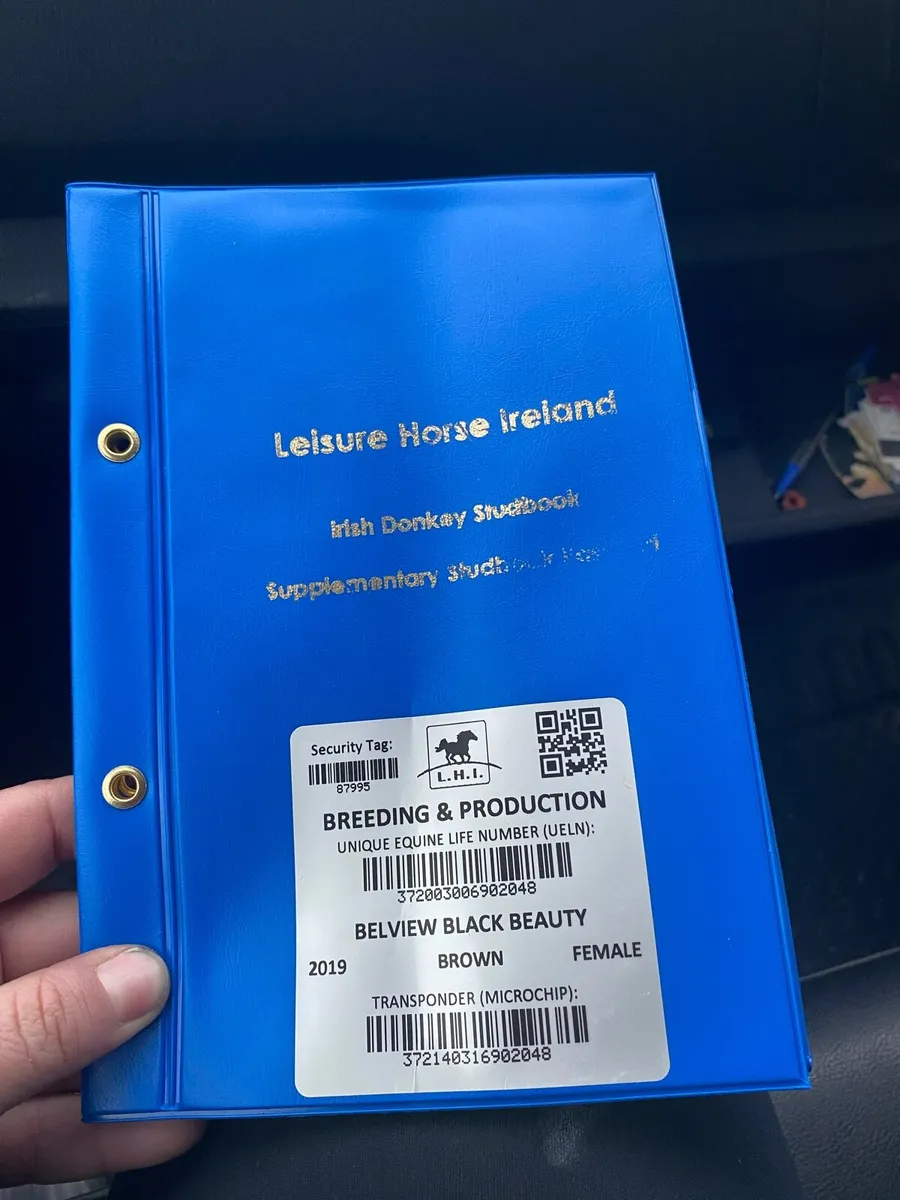 Leisure Horse Ireland
Irish Donkey Studbook
Supplementary Studbook
Security Tag:
87995
L.H.I.
BREEDING & PRODUCTION
UNIQUE EQUINE LIFE NUMBER (UELN):
372003006902048
BELVIEW BLACK BEAUTY
2019 BROWN FEMALE
TRANSPONDER (MICROCHIP):
372140316902048